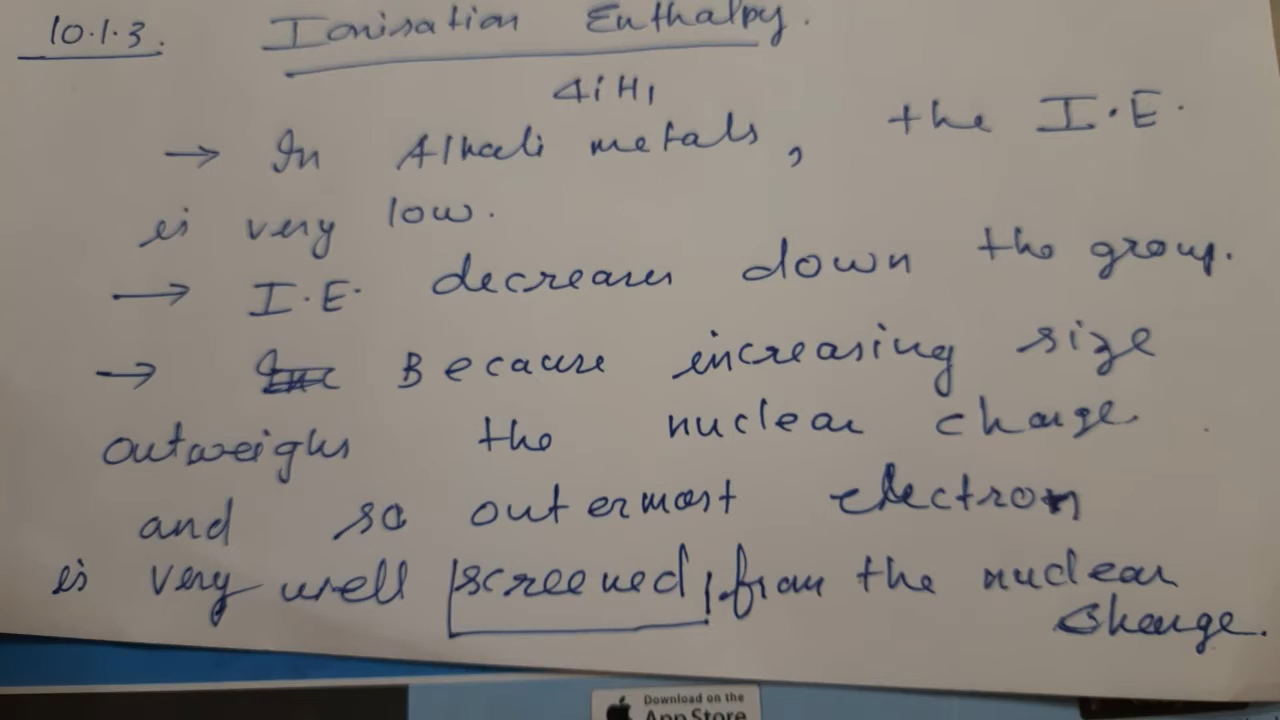 10.1.3. Ionisation Enthalpy.
ΔiH1
→ In Alkali metals, the I.E.
is very low.
→ I.E. decreases down the group.
→ Because increasing size
outweighs the nuclear charge
and so outermost electron
is very well screened, from the nuclear
charge.
Download on the
App Store